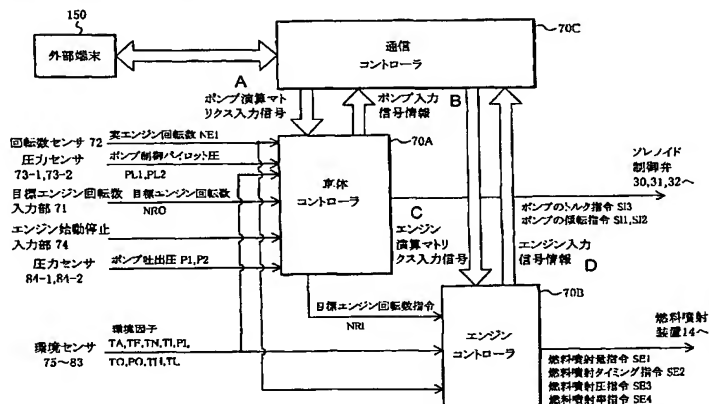 150
外部端末
70C
通信
コントローラ
A
ポンプ演算マト
リクス入力信号
ポンプ入力
信号情報
B
回転数センサ 72
実エンジン回転数 NE1
圧力センサ
73-1,73-2
ポンプ制御パイロット圧
PL1,PL2
目標エンジン回転数
入力部 71
目標エンジン回転数
NRO
エンジン始動停止
入力部 74
圧力センサ
84-1,84-2
ポンプ吐出圧 P1,P2
70A
車体
コントローラ
ソレノイド
制御弁
30,31,32へ
ポンプのトルク指令 SI3
ポンプの傾転指令 SI1,SI2
C
エンジン
演算マトリ
クス入力信号
エンジン入力
信号情報
D
目標エンジン回転数指令
NR1
環境センサ
75～83
環境因子
TA,TF,TN,TI,PI,
TO,PO,TH,TL
70B
エンジン
コントローラ
燃料噴射
装置14へ
燃料噴射量指令 SE1
燃料噴射タイミング指令 SE2
燃料噴射圧指令 SE3
燃料噴射率指令 SE4